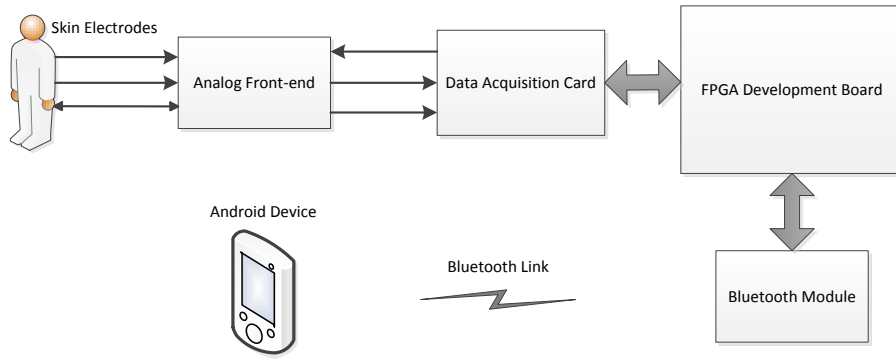 Skin Electrodes
Analog Front-end
Data Acquisition Card
FPGA Development Board
Android Device
Bluetooth Link
Bluetooth Module